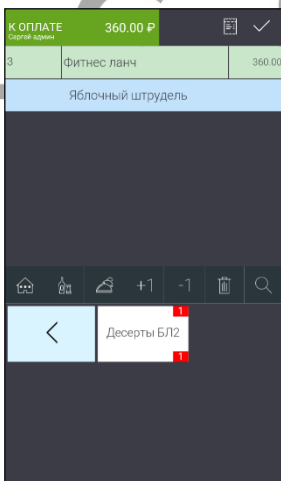 К ОПЛАТЕ 360.00 ₽
Сергей админ
3 Фитнес ланч 360.00
Яблочный штрудель
+1 -1
1
Десерты БЛ2
1